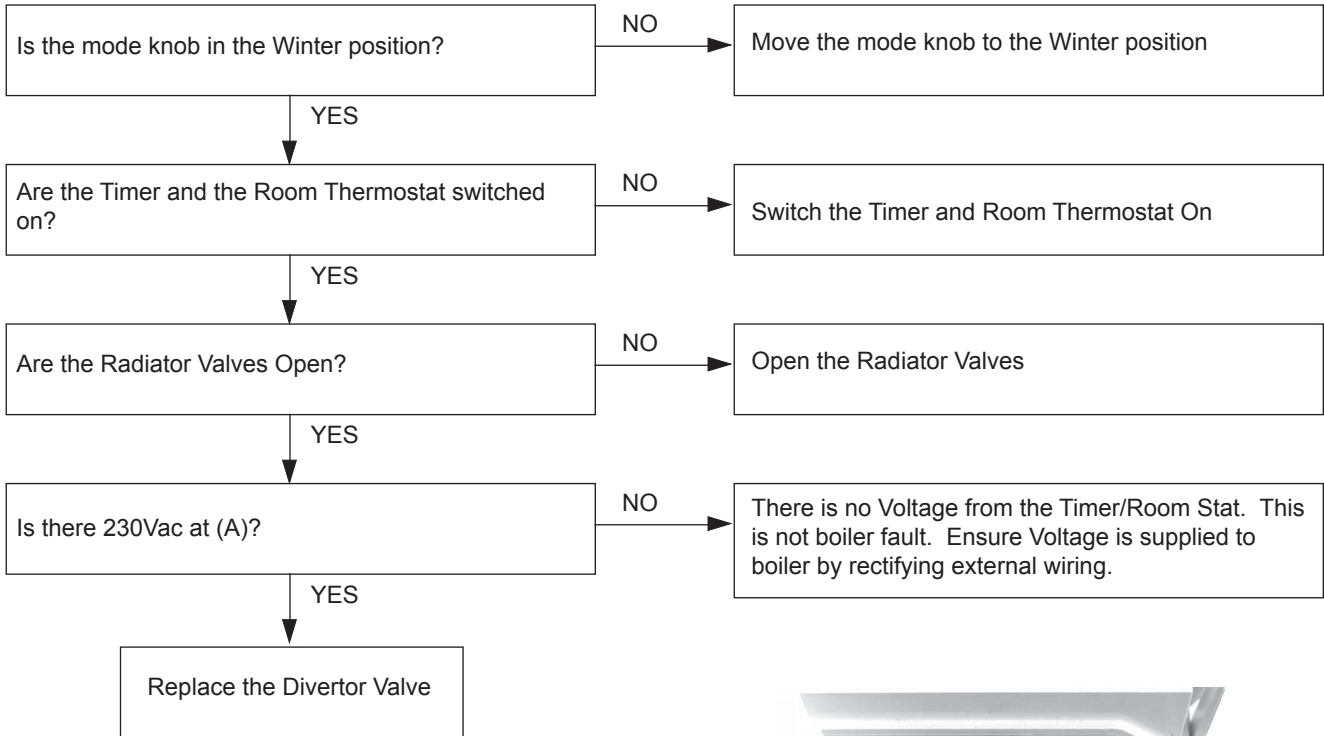 Is the mode knob in the Winter position?
NO
Move the mode knob to the Winter position
YES
Are the Timer and the Room Thermostat switched
on?
NO
Switch the Timer and Room Thermostat On
YES
Are the Radiator Valves Open?
NO
Open the Radiator Valves
YES
Is there 230Vac at (A)?
NO
There is no Voltage from the Timer/Room Stat.  This
is not boiler fault.  Ensure Voltage is supplied to
boiler by rectifying external wiring.
YES
Replace the Divertor Valve